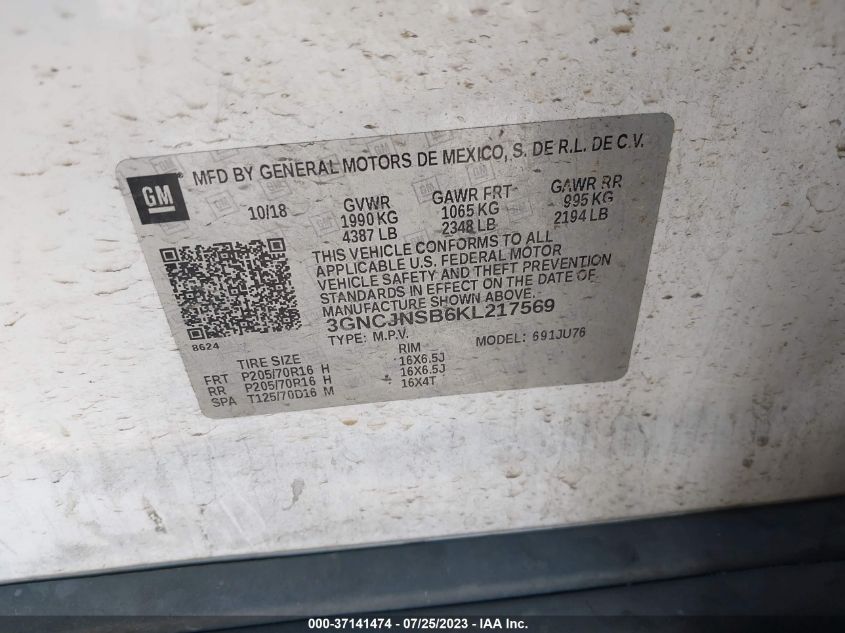 GM
MFD BY GENERAL MOTORS DE MEXICO, S. DE R.L. DE C.V.
10/18 GVWR GAWR FRT GAWR RR
1990 KG 1065 KG 995 KG
4387 LB 2348 LB 2194 LB
THIS VEHICLE CONFORMS TO ALL
APPLICABLE U.S. FEDERAL MOTOR
VEHICLE SAFETY AND THEFT PREVENTION
STANDARDS IN EFFECT ON THE DATE OF
MANUFACTURE SHOWN ABOVE.
3GNCJNSB6KL217569
8624 TYPE: M.P.V. MODEL: 691JU76
TIRE SIZE RIM
FRT P205/70R16 H 16X6.5J
RR P205/70R16 H 16X6.5J
SPA T125/70D16 M 16X4T
000-37141474 / 07/25/2023 - © IAA Inc.